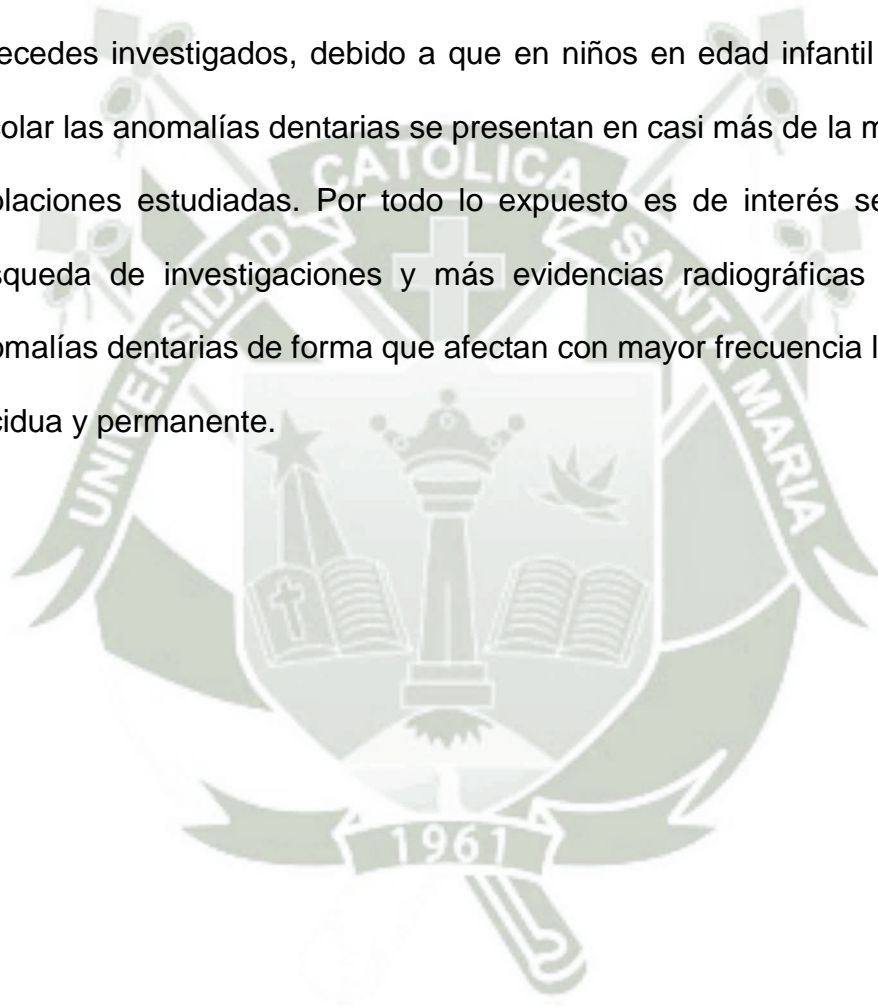 ecedes investigados, debido a que en niños en edad infantil
olar las anomalías dentarias se presentan en casi más de la m
laciones estudiadas. Por todo lo expuesto es de interés se
squeda de investigaciones y más evidencias radiográficas
omalías dentarias de forma que afectan con mayor frecuencia l
cidua y permanente.
UNIVERSIDAD CATÓLICA SANTA MARIA
1961